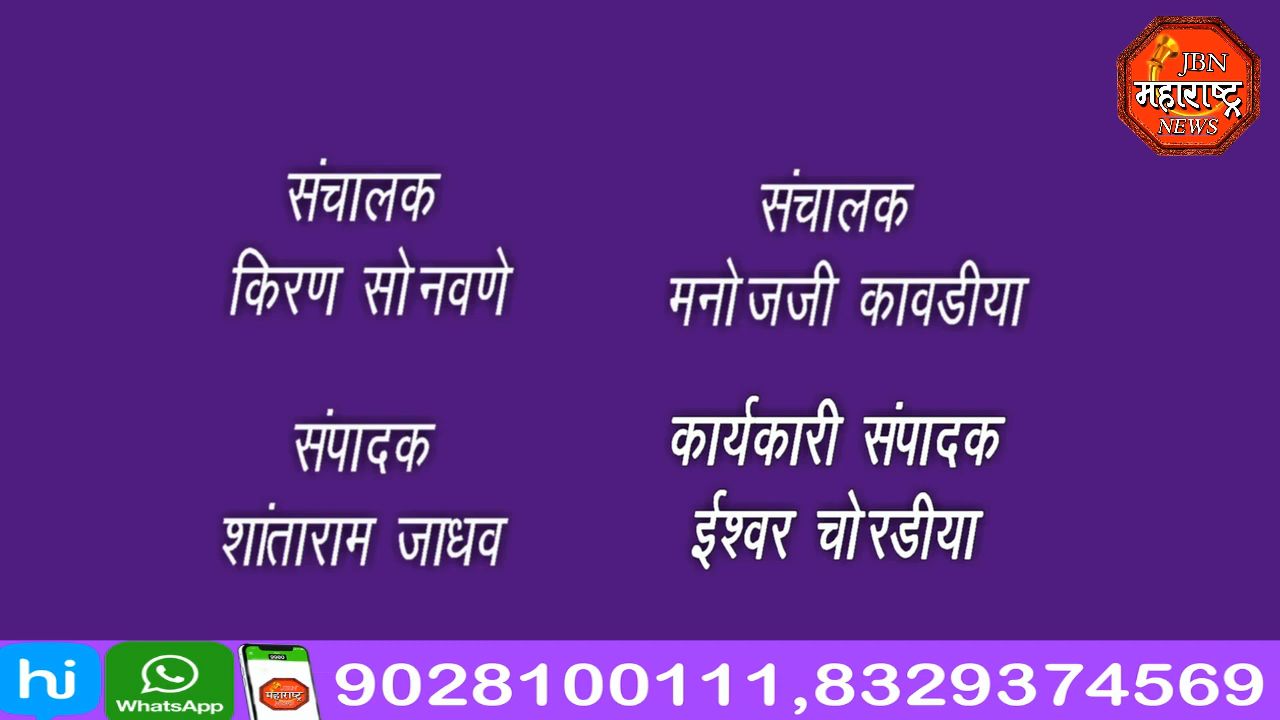 JBN
महाराष्ट्र
NEWS
संचालक
किरण सोनवणे
संचालक
मनोजजी कावडीया
संपादक
शांताराम जाधव
कार्यकारी संपादक
ईश्वर चोरडीया
hi
WhatsApp
महाराष्ट्र
9028100111,8329374569